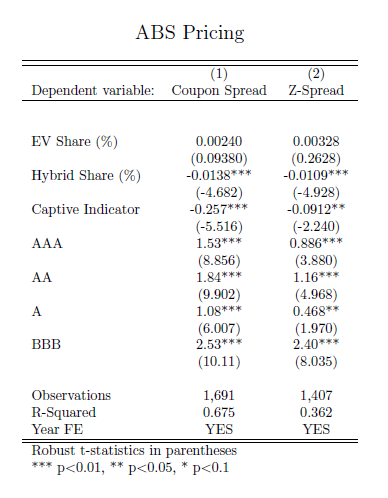 ABS Pricing
(1) (2)
Dependent variable: Coupon Spread Z-Spread
EV Share (%) 0.00240 0.00328
(0.09380) (0.2628)
Hybrid Share (%) -0.0138*** -0.0109***
(-4.682) (-4.928)
Captive Indicator -0.257*** -0.0912**
(-5.516) (-2.240)
AAA 1.53*** 0.886***
(8.856) (3.880)
AA 1.84*** 1.16***
(9.902) (4.968)
A 1.08*** 0.468**
(6.007) (1.970)
BBB 2.53*** 2.40***
(10.11) (8.035)
Observations 1,691 1,407
R-Squared 0.675 0.362
Year FE YES YES
Robust t-statistics in parentheses
*** p<0.01, ** p<0.05, * p<0.1